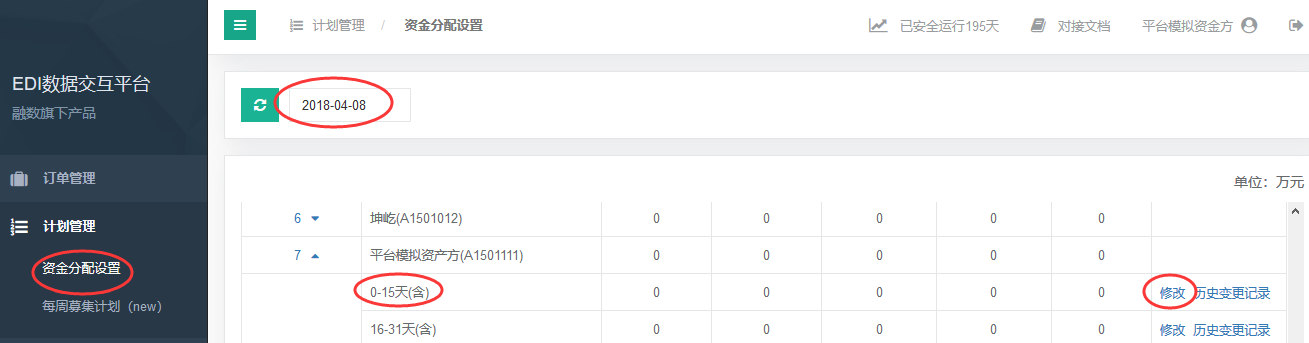 计划管理 / 资金分配设置 已安全运行195天 对接文档 平台模拟资金方
EDI数据交互平台
融数旗下产品
2018-04-08
订单管理
计划管理
资金分配设置
每周募集计划（new）
单位：万元
6 坤屹(A1501012) 0 0 0 0 0
7 平台模拟资产方(A1501111) 0 0 0 0 0
0-15天(含) 0 0 0 0 0 修改 历史变更记录
16-31天(含) 0 0 0 0 0 修改 历史变更记录